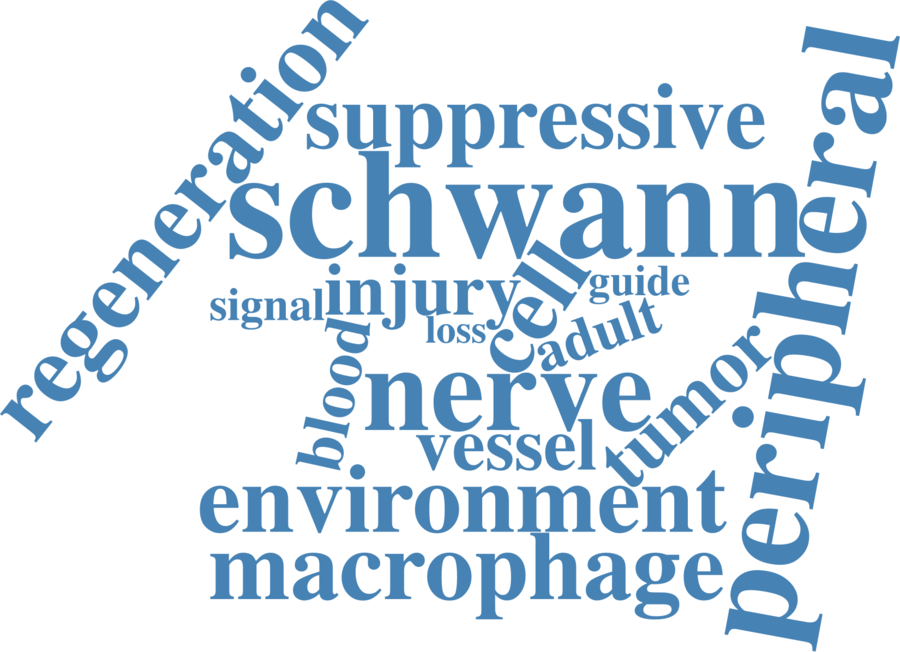 regeneration
suppressive
peripheral
schwann
cell
guide
injury
signal
loss
adult
blood
nerve
tumor
vessel
environment
macrophage